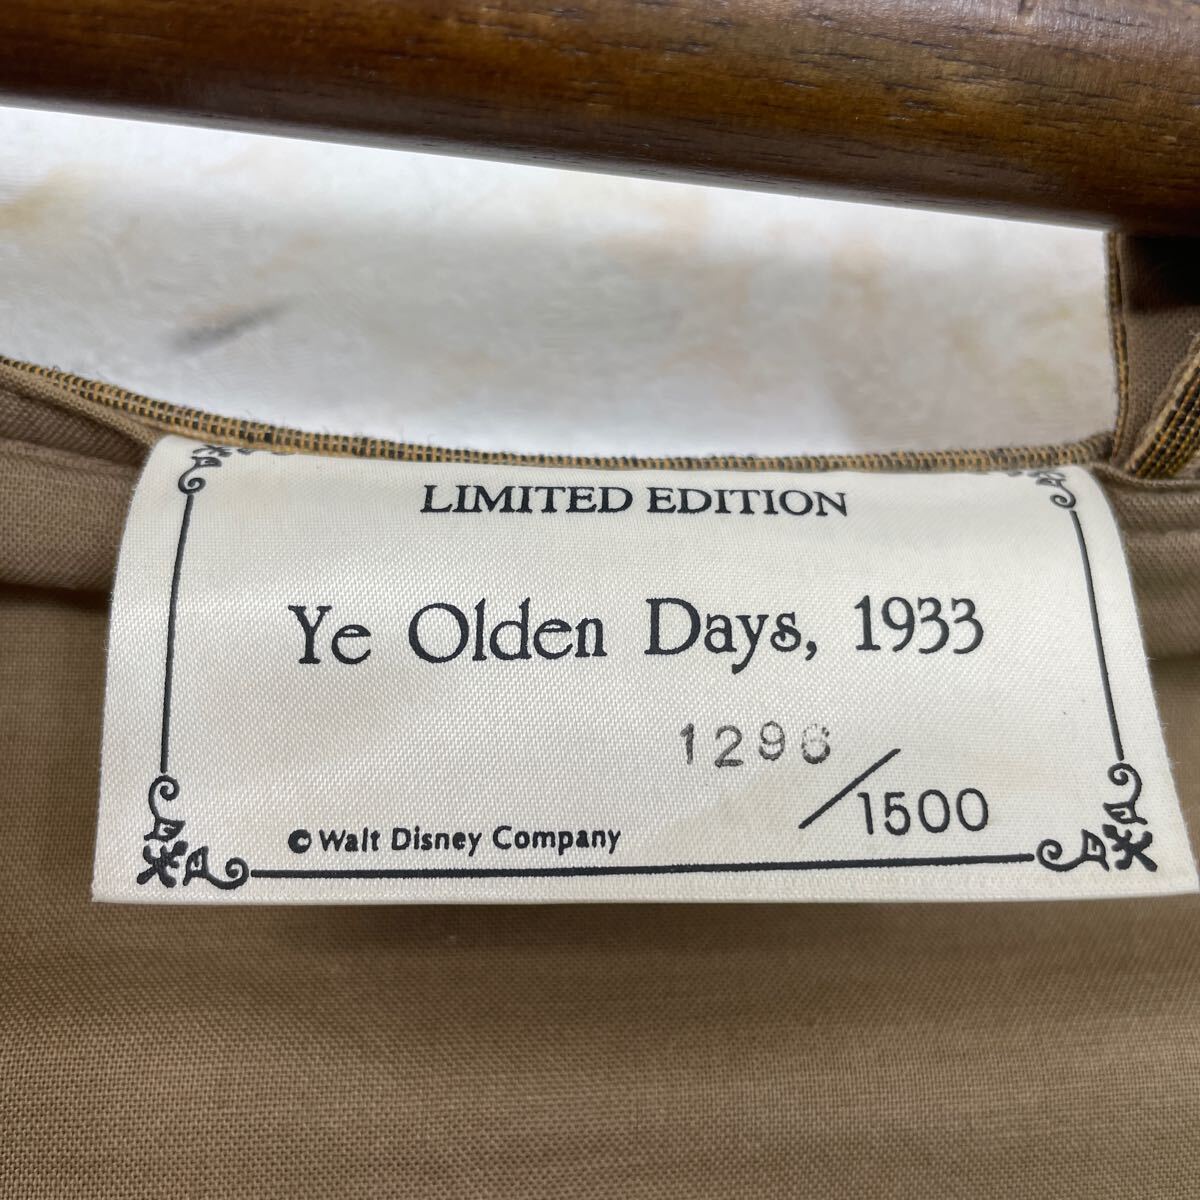 LIMITED EDITION
Ye Olden Days, 1933
1296
/1500
© Walt Disney Company